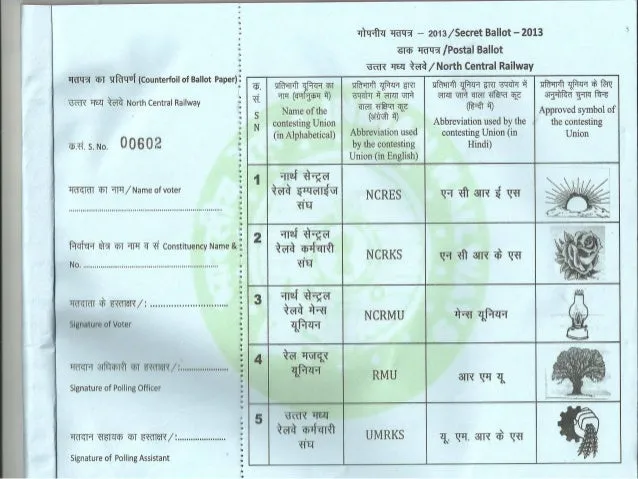 गोपनीय मतपत्र – 2013/Secret Ballot – 2013
डाक मतपत्र /Postal Ballot
उत्तर मध्य रेलवे / North Central Railway
मतपत्र का प्रतिपर्ण (Counterfoil of Ballot Paper)
उत्तर मध्य रेलवे North Central Railway
क्र.सं. S. No. 00602
मतदाता का नाम / Name of voter
निर्वाचन क्षेत्र का नाम व सं Constituency Name &
No.
मतदाता के हस्ताक्षर / :
Signature of Voter
मतदान अधिकारी का हस्ताक्षर/:
Signature of Polling Officer
मतदान सहायक का हस्ताक्षर /:
Signature of Polling Assistant
क्र.
सं.
S
N
प्रतिभागी यूनियन का
नाम (वर्णानुक्रम में)
Name of the
contesting Union
(in Alphabetical)
प्रतिभागी यूनियन द्वारा
उपयोग में लाया जाने
वाला संक्षिप्त कूट
(अंग्रेजी में)
Abbreviation used
by the contesting
Union (in English)
प्रतिभागी यूनियन द्वारा उपयोग में
लाया जाने वाला संक्षिप्त कूट
(हिन्दी में)
Abbreviation used by the
contesting Union (in
Hindi)
प्रतिभागी यूनियन के लिए
अनुमोदित चुनाव चिन्ह
Approved symbol of
the contesting
Union
1
नार्थ सेन्ट्रल
रेलवे इम्पलाईज
संघ
NCRES
एन सी आर ई एस
2
नार्थ सेन्ट्रल
रेलवे कर्मचारी
संघ
NCRKS
एन सी आर के एस
3
नार्थ सेन्ट्रल
रेलवे मेन्स
यूनियन
NCRMU
मेन्स यूनियन
4
रेल मजदूर
यूनियन
RMU
आर एम यू
5
उत्तर मध्य
रेलवे कर्मचारी
संघ
UMRKS
यू. एम. आर के एस